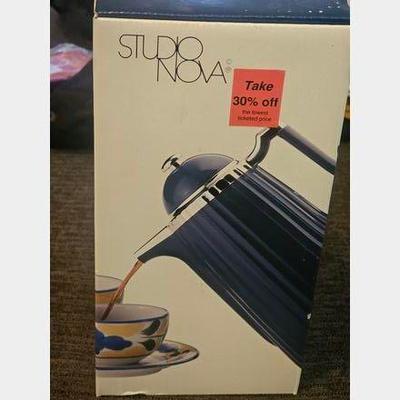 STUDIO
NOVA©
Take
30% off
the lowest
ticketed price